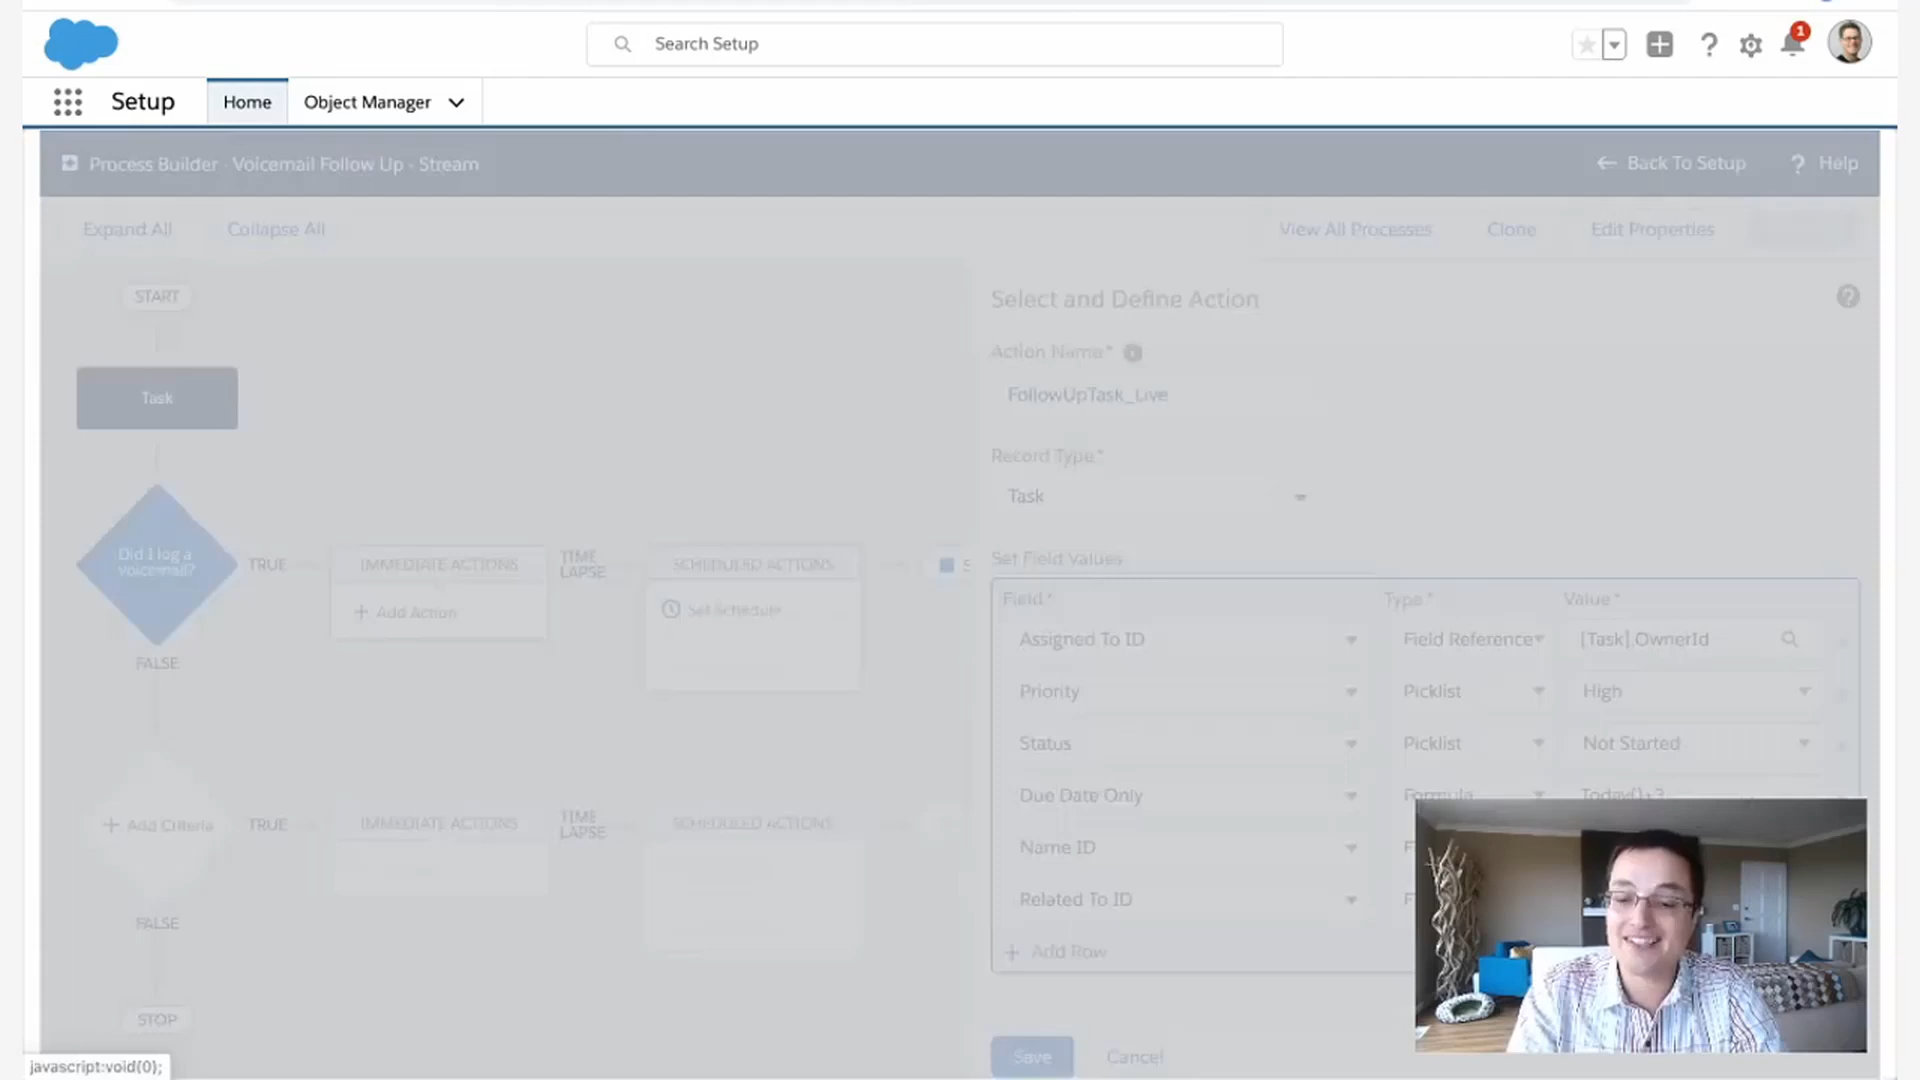 Search Setup
1
Setup
Home
Object Manager
Process Builder - Voicemail Follow Up - Stream
Back To Setup
? Help
Expand All
Collapse All
View All Processes
Clone
Edit Properties
START
Select and Define Action
Action Name*
Task
FollowUpTask_Live
Record Type*
Task
Did I log a
voicemail?
TRUE
IMMEDIATE ACTIONS
TIME
LAPSE
SCHEDULED ACTIONS
S
Set Field Values
+ Add Action
Set Schedule
Field*
Type*
Value*
Assigned To ID
Field Reference
[Task].OwnerId
FALSE
Priority
Picklist
High
Status
Picklist
Not Started
Due Date Only
Formula
Today()+3
+ Add Criteria
TRUE
IMMEDIATE ACTIONS
TIME
LAPSE
SCHEDULED ACTIONS
Name ID
F
Related To ID
F
FALSE
+ Add Row
STOP
Save
Cancel
javascript:void(0);